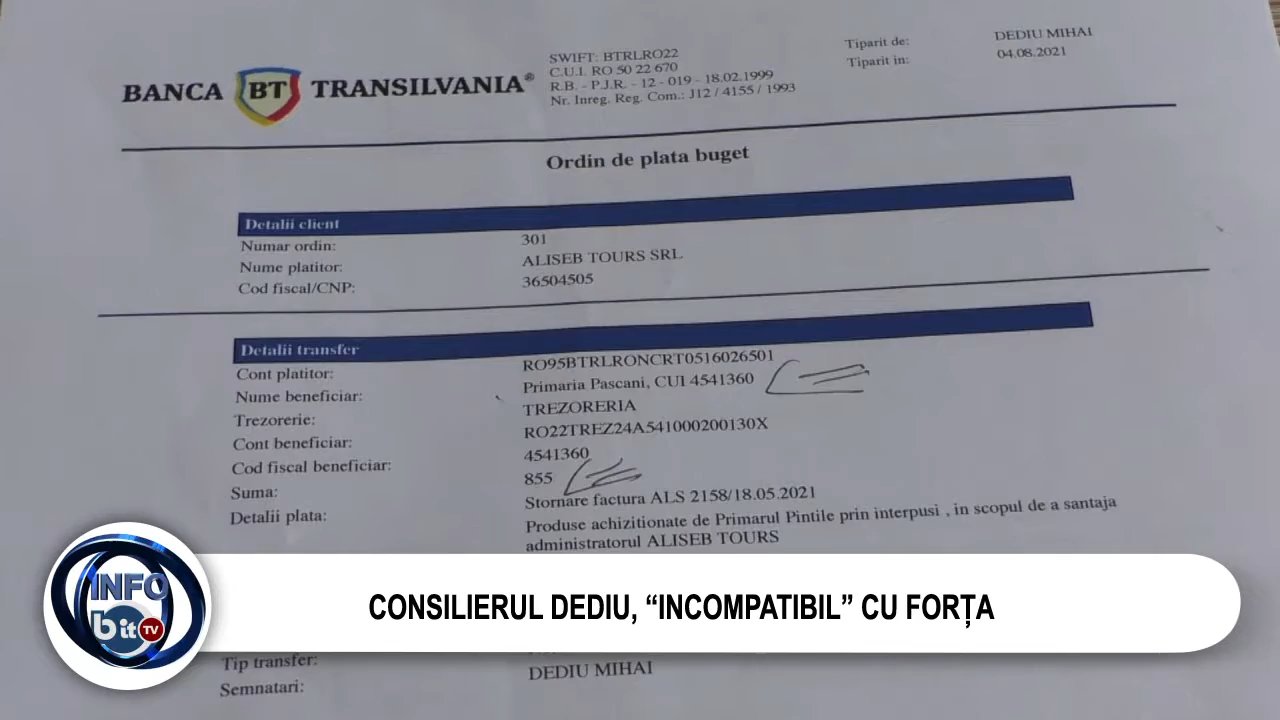 BANCA BT TRANSILVANIA®
SWIFT: BTRLRO22
C.U.I. RO 50 22 670
R.B. - P.J.R. - 12 - 019 - 18.02.1999
Nr. Inreg. Reg. Com.: J12 / 4155 / 1993
Tiparit de: DEDIU MIHAI
Tiparit in: 04.08.2021
Ordin de plata buget
Detalii client
Numar ordin: 301
Nume platitor: ALISEB TOURS SRL
Cod fiscal/CNP: 36504505
Detalii transfer
Cont platitor: RO95BTRLRONCRT0516026501
Nume beneficiar: Primaria Pascani, CUI 4541360
Trezorerie: TREZORERIA
Cont beneficiar: RO22TREZ24A541000200130X
Cod fiscal beneficiar: 4541360
Suma: 855
Detalii plata: Stornare factura ALS 2158/18.05.2021
Produse achizitionate de Primarul Pintile prin interpusi , in scopul de a santaja
administratorul ALISEB TOURS
INFO
bit TV
CONSILIERUL DEDIU, “INCOMPATIBIL” CU FORȚA
Tip transfer:
Semnatari: DEDIU MIHAI